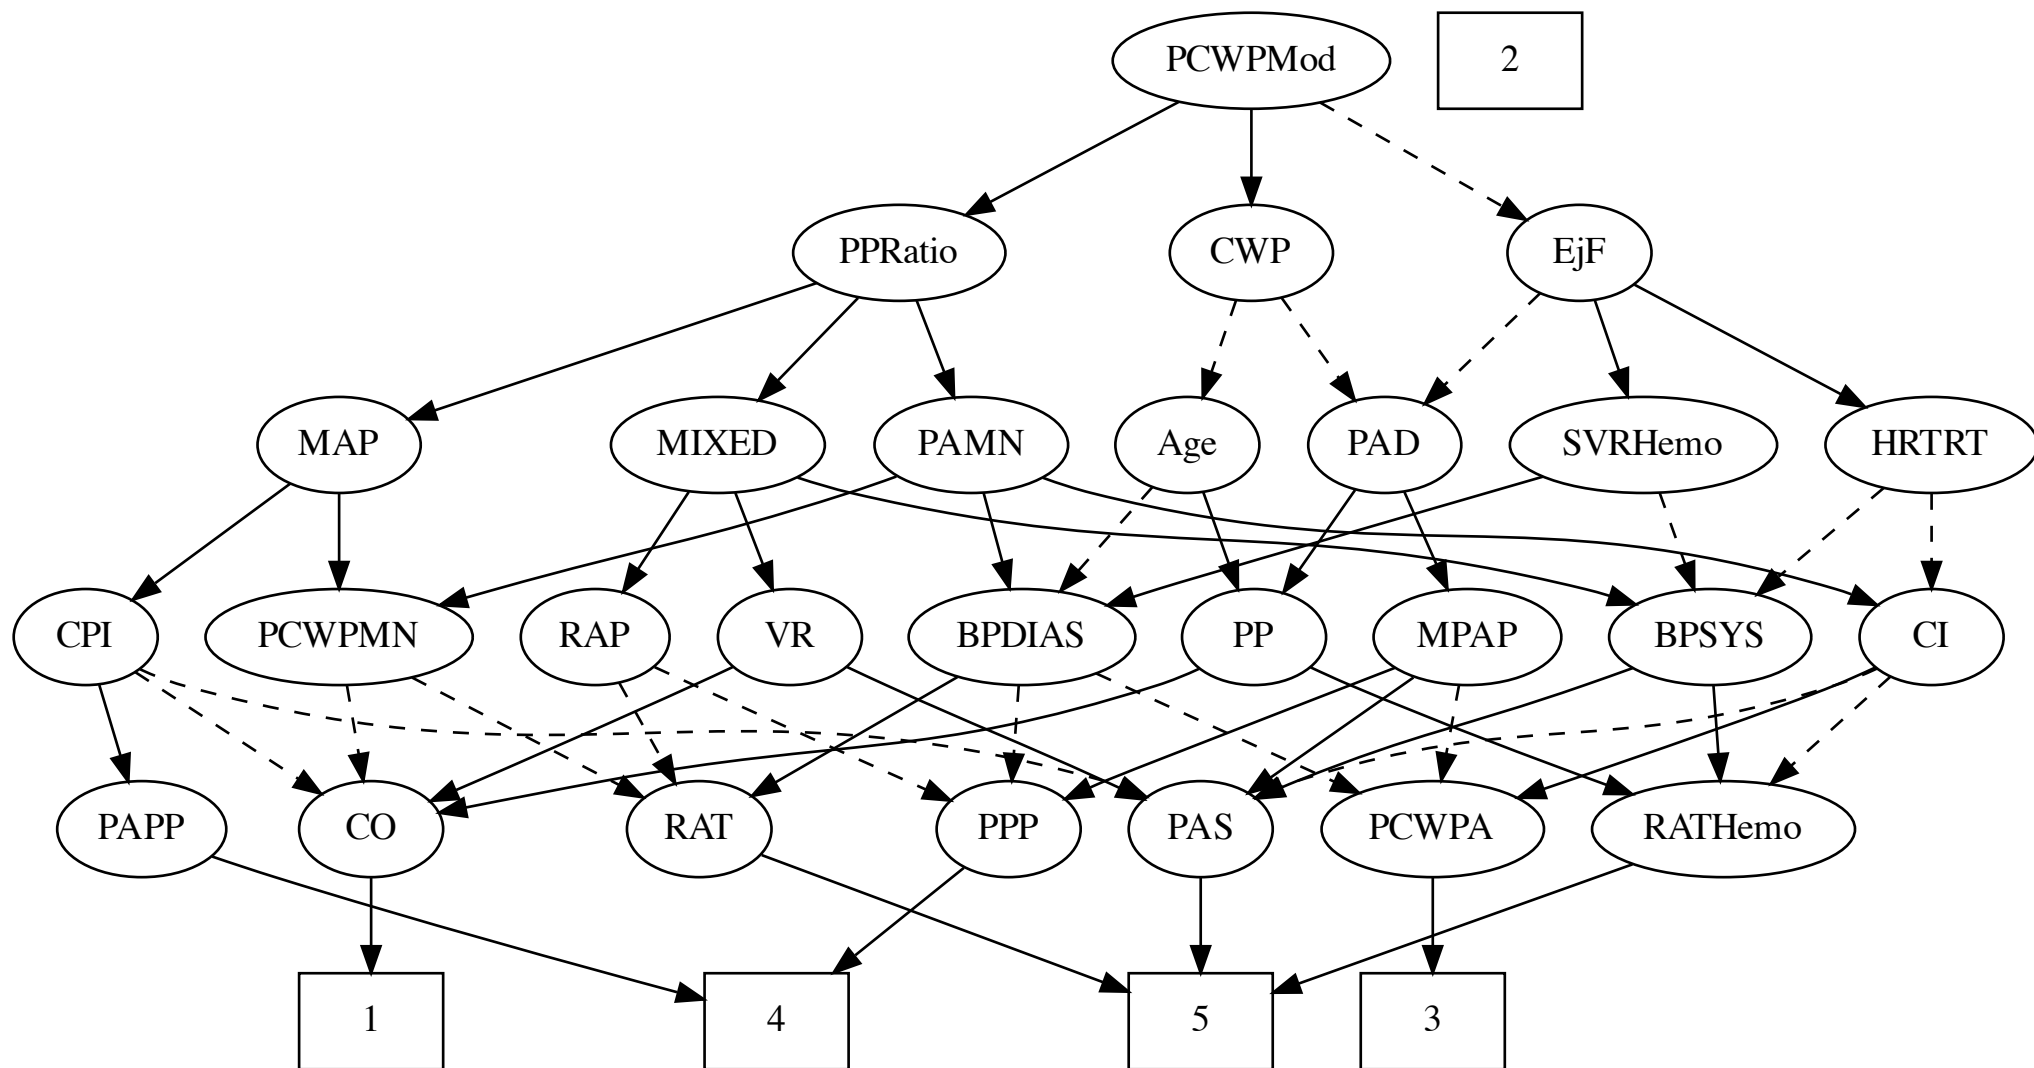 PCWPMod
2
PPRatio
CWP
EjF
MAP
MIXED
PAMN
Age
PAD
SVRHemo
HRTRT
CPI
PCWPMN
RAP
VR
BPDIAS
PP
MPAP
BPSYS
CI
PAPP
CO
RAT
PPP
PAS
PCWPA
RATHemo
1
4
5
3